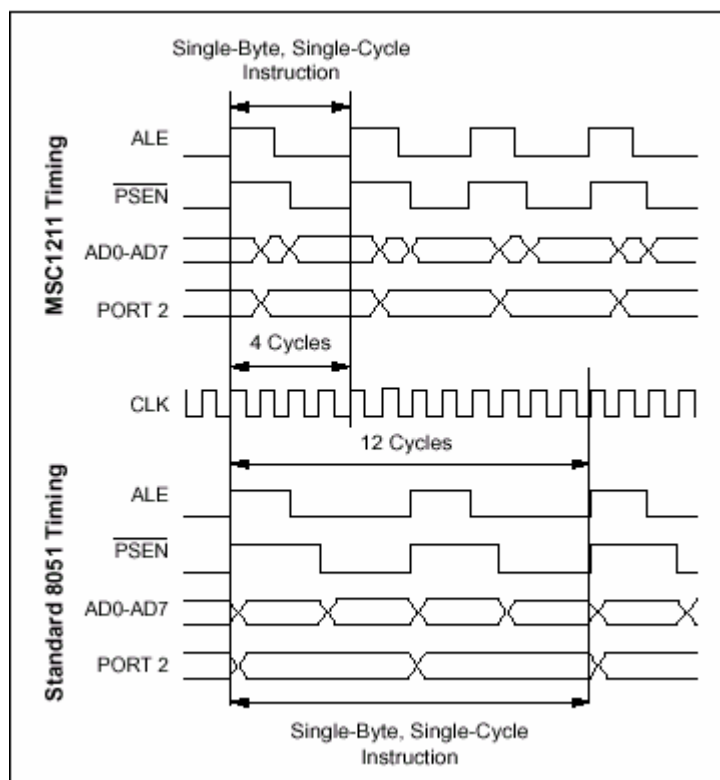 Single-Byte, Single-Cycle
Instruction
MSC1211 Timing
ALE
PSEN
AD0-AD7
PORT 2
4 Cycles
CLK
12 Cycles
Standard 8051 Timing
ALE
PSEN
AD0-AD7
PORT 2
Single-Byte, Single-Cycle
Instruction